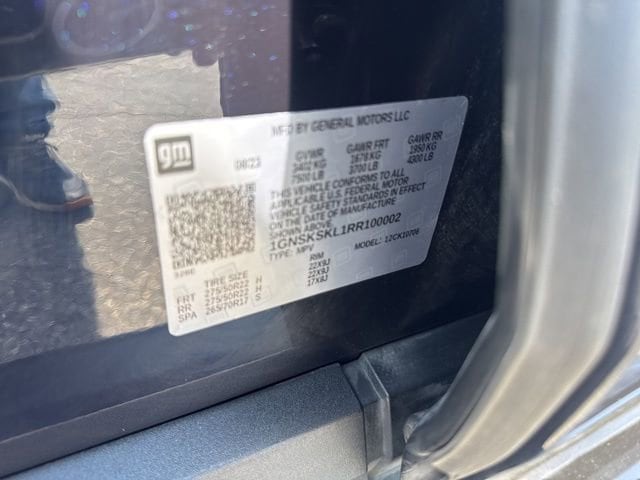 MFD BY GENERAL MOTORS LLC
gm
08/23
GVWR GAWR FRT GAWR RR
3402 KG 1678 KG 1950 KG
7500 LB 3700 LB 4300 LB
THIS VEHICLE CONFORMS TO ALL
APPLICABLE U.S. FEDERAL MOTOR
VEHICLE SAFETY STANDARDS IN EFFECT
ON THE DATE OF MANUFACTURE
SHOWN ABOVE.
1GNSKSKL1RR100002
TYPE: MPV MODEL: 12CK10706
TIRE SIZE RIM
FRT 275/50R22 H 22X9J
RR 275/50R22 H 22X9J
SPA 265/70R17 S 17X8J